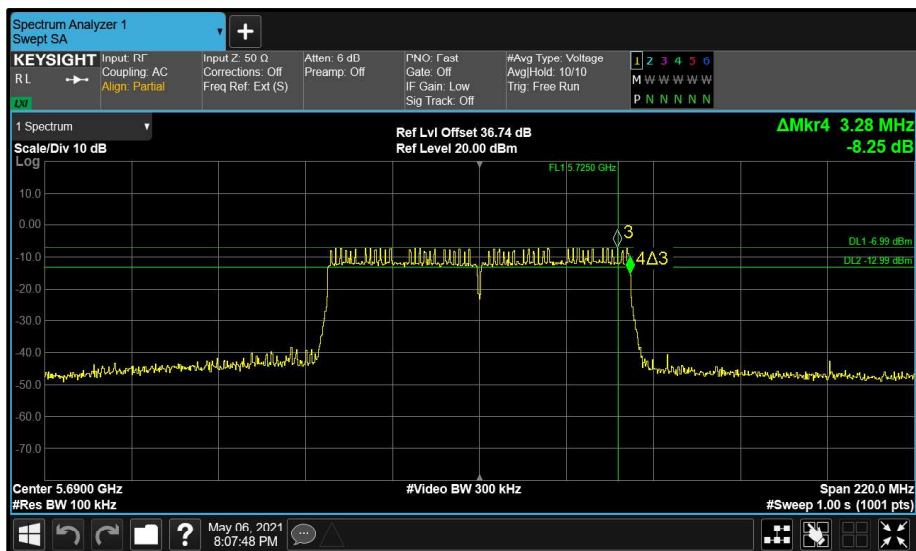 Spectrum Analyzer 1
Swept SA
+
KEYSIGHT
RL
LXI
Input: RF
Coupling: AC
Align: Partial
Input Z: 50 Ω
Corrections: Off
Freq Ref: Ext (S)
Atten: 6 dB
Preamp: Off
PNO: Fast
Gate: Off
IF Gain: Low
Sig Track: Off
#Avg Type: Voltage
Avg|Hold: 10/10
Trig: Free Run
1 2 3 4 5 6
M W W W W W
P N N N N N
1 Spectrum
Scale/Div 10 dB
Log
Ref Lvl Offset 36.74 dB
Ref Level 20.00 dBm
ΔMkr4 3.28 MHz
-8.25 dB
FL1 5.7250 GHz
10.0
0.00
-10.0
-20.0
-30.0
-40.0
-50.0
-60.0
-70.0
3
4Δ3
DL1 -6.99 dBm
DL2 -12.99 dBm
Center 5.6900 GHz
#Res BW 100 kHz
#Video BW 300 kHz
Span 220.0 MHz
#Sweep 1.00 s (1001 pts)
?
May 06, 2021
8:07:48 PM